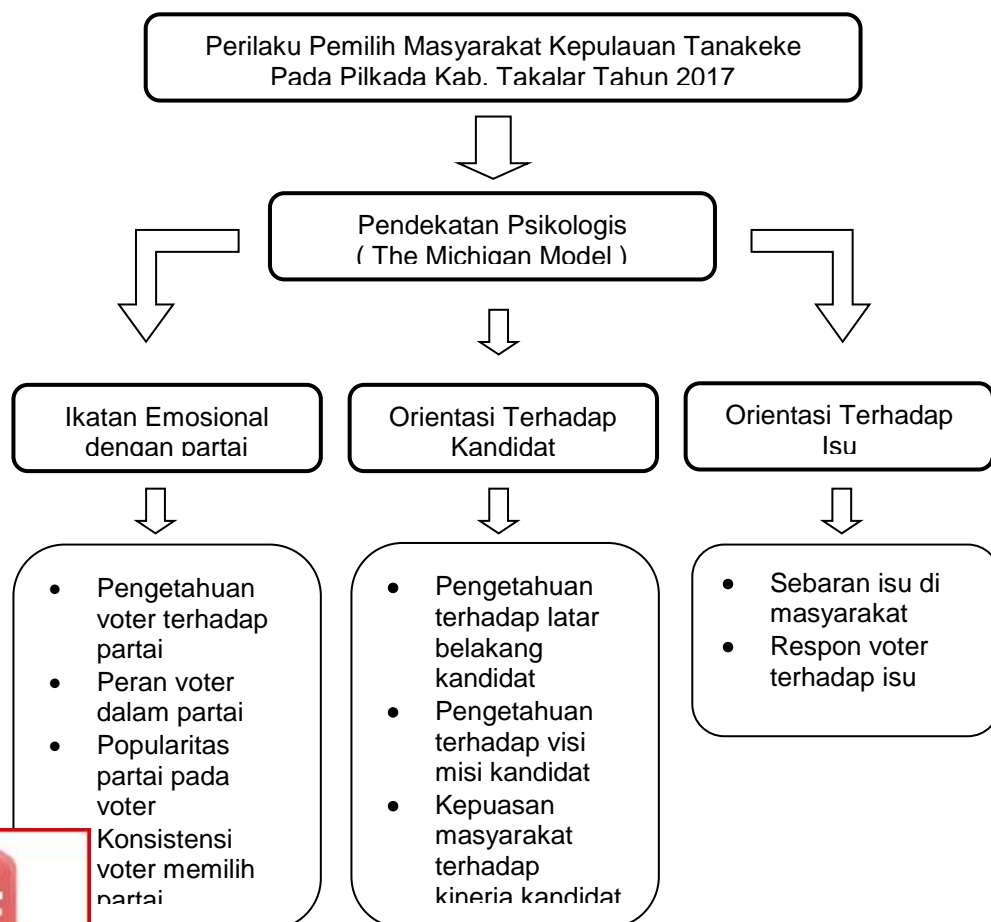 Perilaku Pemilih Masyarakat Kepulauan Tanakeke
Pada Pilkada Kab. Takalar Tahun 2017
Pendekatan Psikologis
( The Michigan Model )
Ikatan Emosional
dengan partai
Orientasi Terhadap
Kandidat
Orientasi Terhadap
Isu
• Pengetahuan
voter terhadap
partai
• Peran voter
dalam partai
• Popularitas
partai pada
voter
Konsistensi
voter memilih
partai
• Pengetahuan
terhadap latar
belakang
kandidat
• Pengetahuan
terhadap visi
misi kandidat
• Kepuasan
masyarakat
terhadap
kinerja kandidat
• Sebaran isu di
masyarakat
• Respon voter
terhadap isu